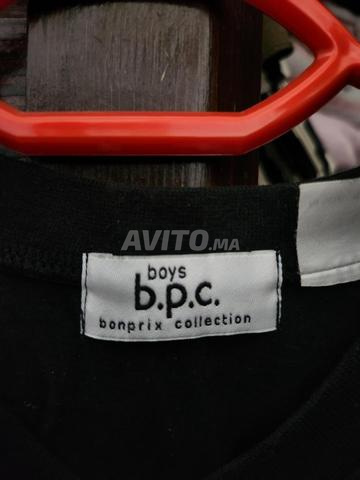 AVITO.MA
boys
b.p.c.
bonprix collection